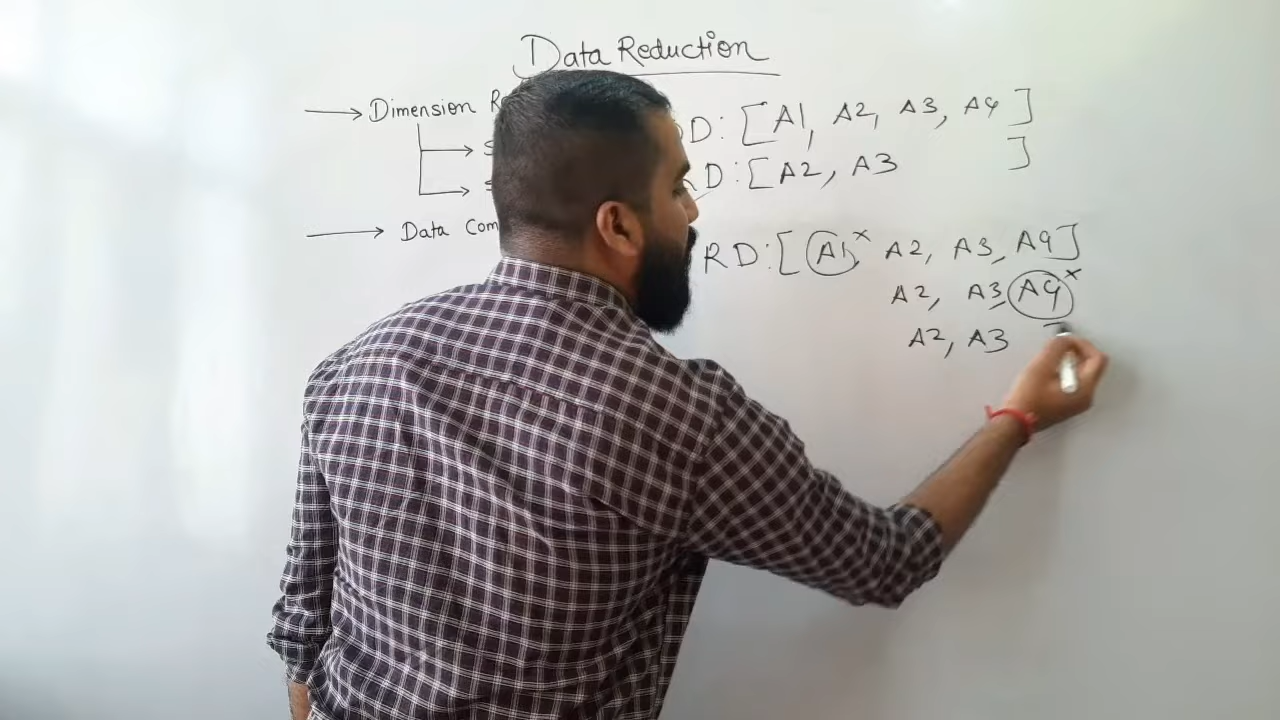 Data Reduction
→ Dimension R
D: [A1, A2, A3, A4 ]
RD: [A2, A3 ]
→ Data Com
RD: [ A1, x A2, A3, A4]
A2, A3, A4 x
A2, A3 ]